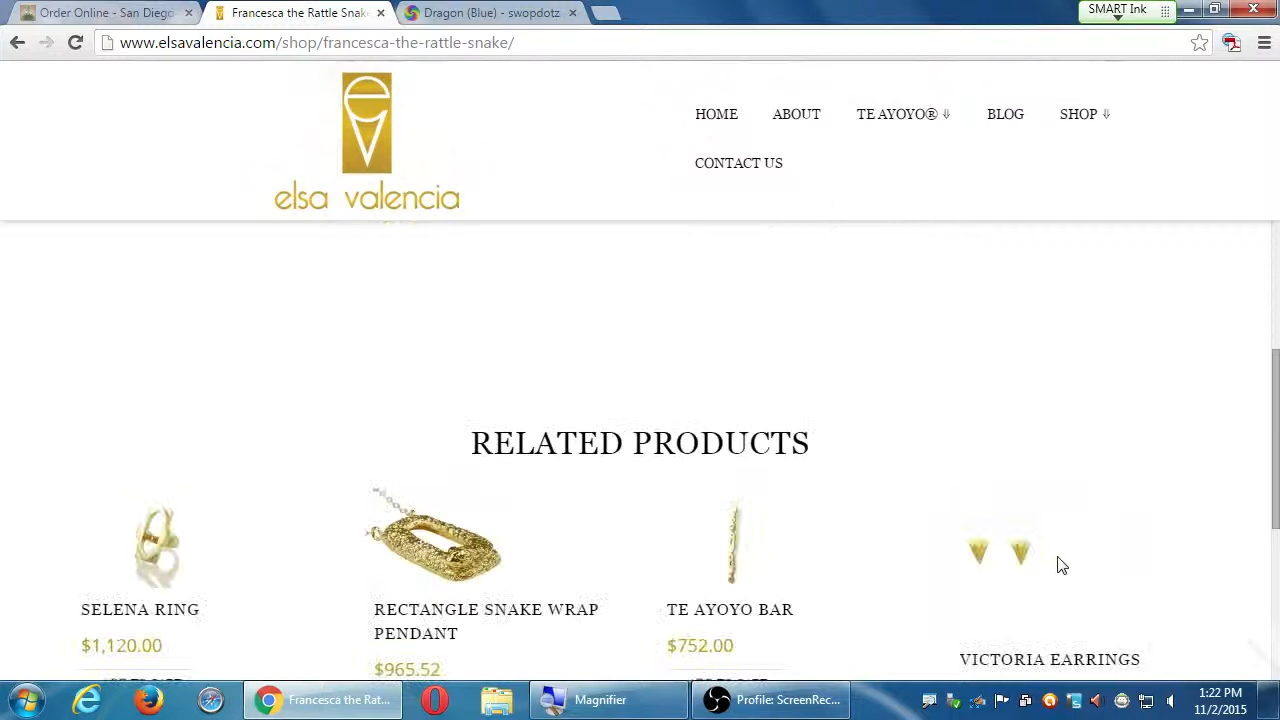 Order Online - San Diego
Francesca the Rattle Snak
Dragon (Blue) - swopdotz
SMART Ink
www.elsavalencia.com/shop/francesca-the-rattle-snake/
HOME ABOUT TE AYOYO® ⇓ BLOG SHOP ⇓
CONTACT US
elsa valencia
RELATED PRODUCTS
SELENA RING
$1,120.00
RECTANGLE SNAKE WRAP
PENDANT
$965.52
TE AYOYO BAR
$752.00
VICTORIA EARRINGS
Francesca the Rat...
Magnifier
Profile: ScreenRec...
1:22 PM
11/2/2015